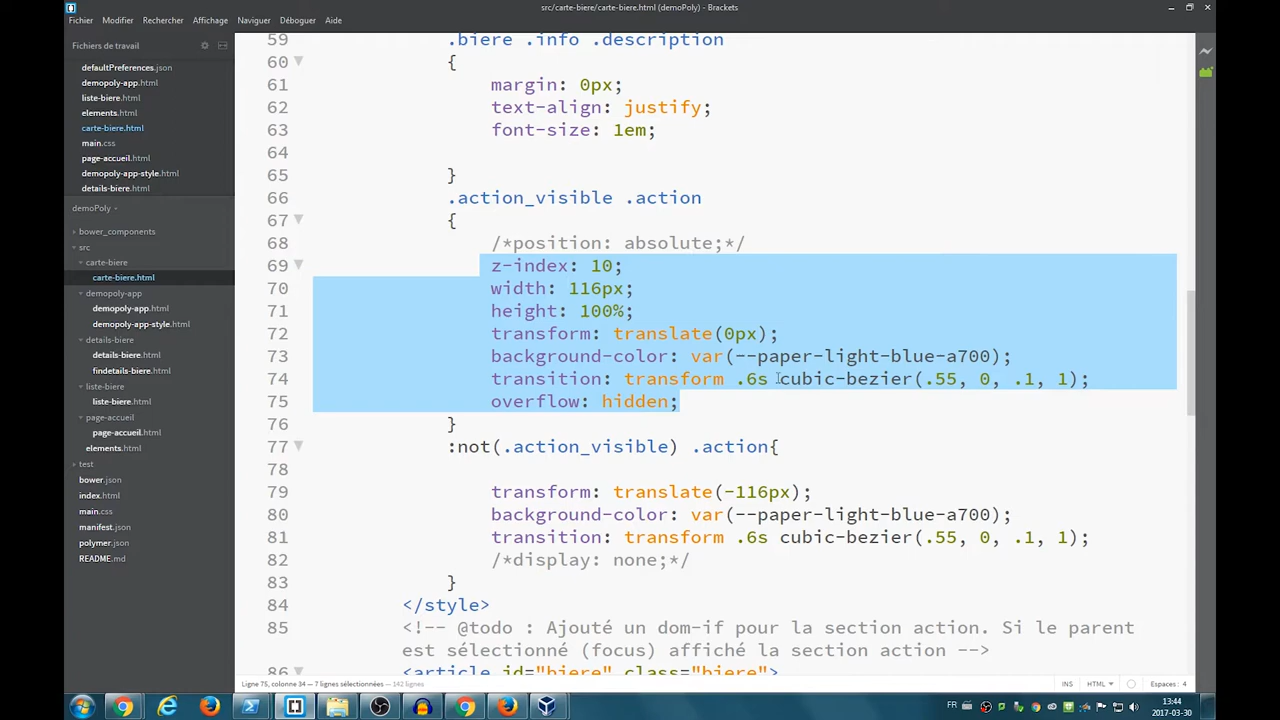 src/carte-biere/carte-biere.html (demoPoly) - Brackets
Fichier Modifier Rechercher Affichage Naviguer Déboguer Aide
Fichiers de travail
defaultPreferences.json
demopoly-app.html
liste-biere.html
elements.html
carte-biere.html
main.css
page-accueil.html
demopoly-app-style.html
details-biere.html
demoPoly
bower_components
src
carte-biere
carte-biere.html
demopoly-app
demopoly-app.html
demopoly-app-style.html
details-biere
details-biere.html
findetails-biere.html
liste-biere
liste-biere.html
page-accueil
page-accueil.html
elements.html
test
bower.json
index.html
main.css
manifest.json
polymer.json
README.md
59 .biere .info .description
60 {
61 margin: 0px;
62 text-align: justify;
63 font-size: 1em;
64
65 }
66 .action_visible .action
67 {
68 /*position: absolute;*/
69 z-index: 10;
70 width: 116px;
71 height: 100%;
72 transform: translate(0px);
73 background-color: var(--paper-light-blue-a700);
74 transition: transform .6s cubic-bezier(.55, 0, .1, 1);
75 overflow: hidden;
76 }
77 :not(.action_visible) .action{
78
79 transform: translate(-116px);
80 background-color: var(--paper-light-blue-a700);
81 transition: transform .6s cubic-bezier(.55, 0, .1, 1);
82 /*display: none;*/
83 }
84 </style>
85 <!-- @todo : Ajouté un dom-if pour la section action. Si le parent
est sélectionné (focus) affiché la section action -->
86 <article id="biere" class="biere">
Ligne 75, colonne 34 — 7 lignes sélectionnées — 142 lignes
INS HTML Espaces : 4
FR 13:44
2017-03-30